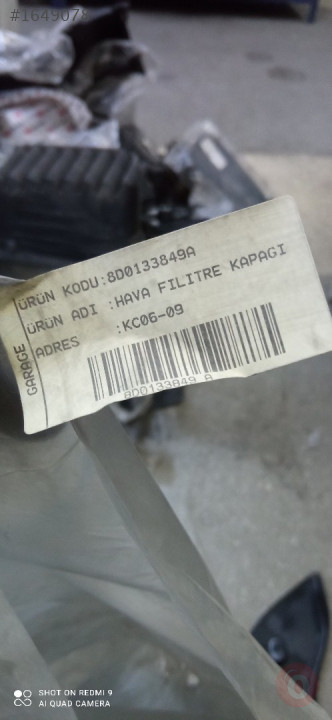 #1649078
ÜRÜN KODU:8D0133849A
ÜRÜN ADI :HAVA FILITRE KAPAGI
ADRES :KC06-09
GARAGE
8D0133849 A
SHOT ON REDMI 9
AI QUAD CAMERA